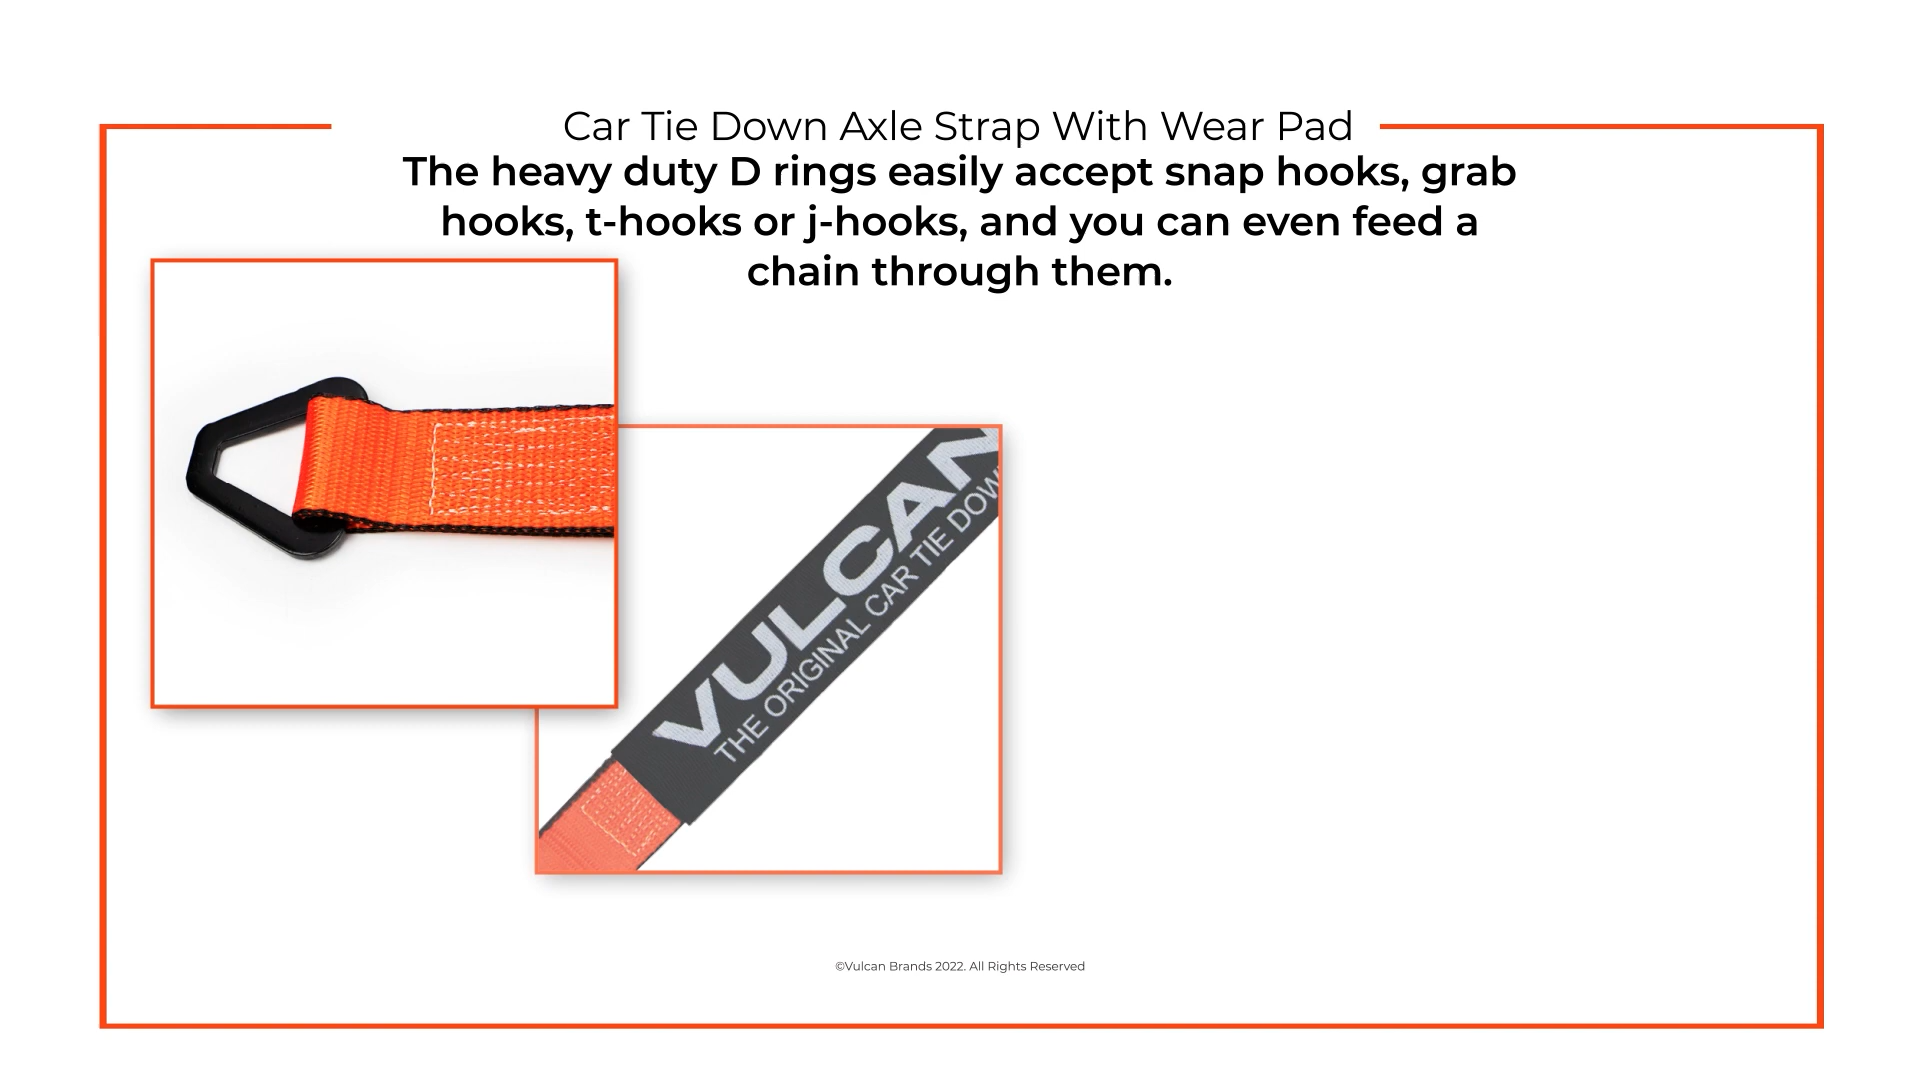 Car Tie Down Axle Strap With Wear Pad
The heavy duty D rings easily accept snap hooks, grab
hooks, t-hooks or j-hooks, and you can even feed a
chain through them.
VULCAN
THE ORIGINAL CAR TIE DOW
©Vulcan Brands 2022. All Rights Reserved